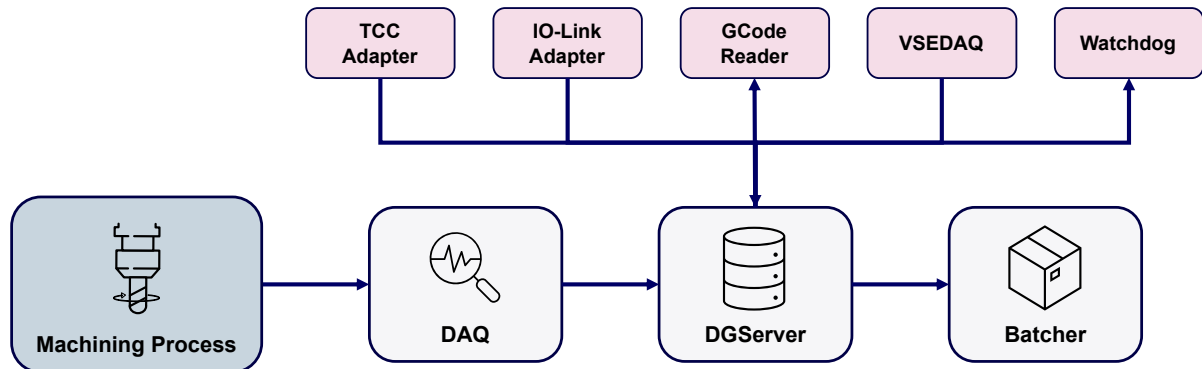 TCC
Adapter
IO-Link
Adapter
GCode
Reader
VSEDAQ
Watchdog
Machining Process
DAQ
DGServer
Batcher